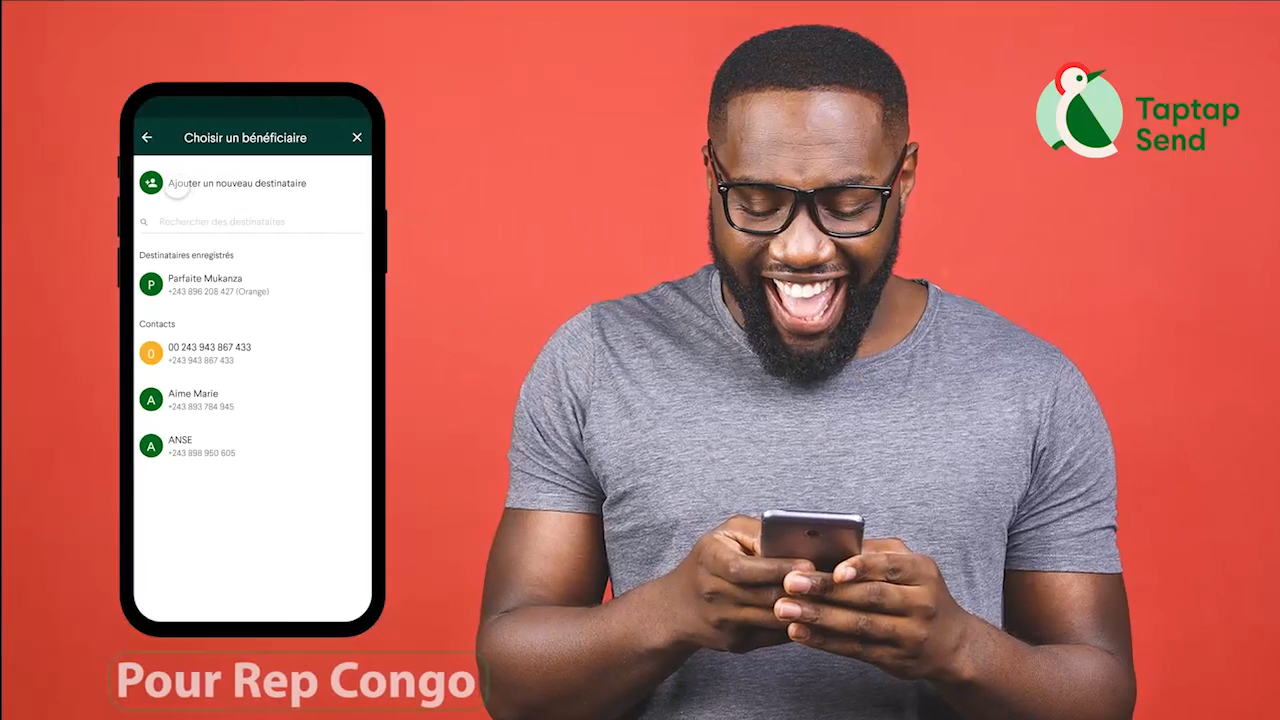 Choisir un bénéficiaire
Ajouter un nouveau destinataire
Rechercher des destinataires
Destinataires enregistrés
P
Parfaite Mukanza
+243 896 208 427 (Orange)
Contacts
0
00 243 943 867 433
+243 943 867 433
A
Aime Marie
+243 893 784 945
A
ANSE
+243 898 950 605
Pour Rep Congo
Taptap
Send